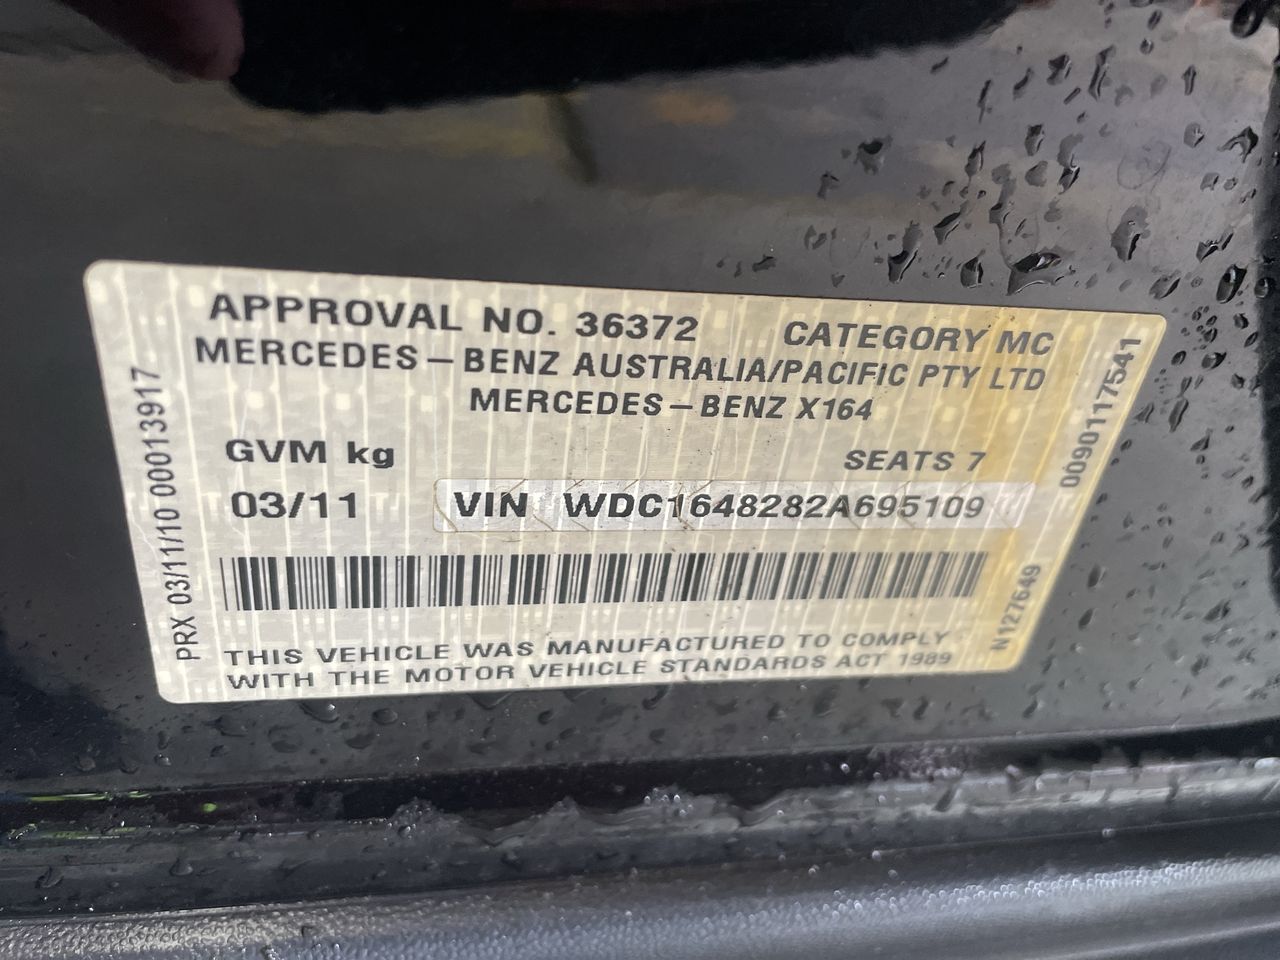 APPROVAL NO. 36372 CATEGORY MC
MERCEDES-BENZ AUSTRALIA/PACIFIC PTY LTD
MERCEDES-BENZ X164
GVM kg SEATS 7
03/11 VIN WDC1648282A695109
THIS VEHICLE WAS MANUFACTURED TO COMPLY
WITH THE MOTOR VEHICLE STANDARDS ACT 1989
PRX 03/11/10 00013917
0090117541
N127649